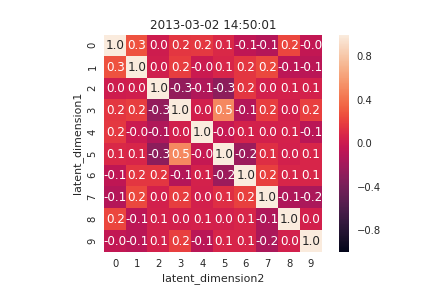 2013-03-02 14:50:01
0 1.0 0.3 0.0 0.2 0.2 0.1 -0.1 -0.1 0.2 -0.0
1 0.3 1.0 0.0 0.2 -0.0 0.1 0.2 0.2 -0.1 -0.1
2 0.0 0.0 1.0 -0.3 -0.1 -0.3 0.2 0.0 0.1 0.1
3 0.2 0.2 -0.3 1.0 0.0 0.5 -0.1 0.2 0.0 0.2
4 0.2 -0.0 -0.1 0.0 1.0 -0.0 0.1 0.0 0.1 -0.1
5 0.1 0.1 -0.3 0.5 -0.0 1.0 -0.2 0.1 0.0 0.1
6 -0.1 0.2 0.2 -0.1 0.1 -0.2 1.0 0.2 0.1 0.1
7 -0.1 0.2 0.0 0.2 0.0 0.1 0.2 1.0 -0.1 -0.2
8 0.2 -0.1 0.1 0.0 0.1 0.0 0.1 -0.1 1.0 0.0
9 -0.0 -0.1 0.1 0.2 -0.1 0.1 0.1 -0.2 0.0 1.0
0 1 2 3 4 5 6 7 8 9
latent_dimension2
latent_dimension1
0.8
0.4
0.0
-0.4
-0.8